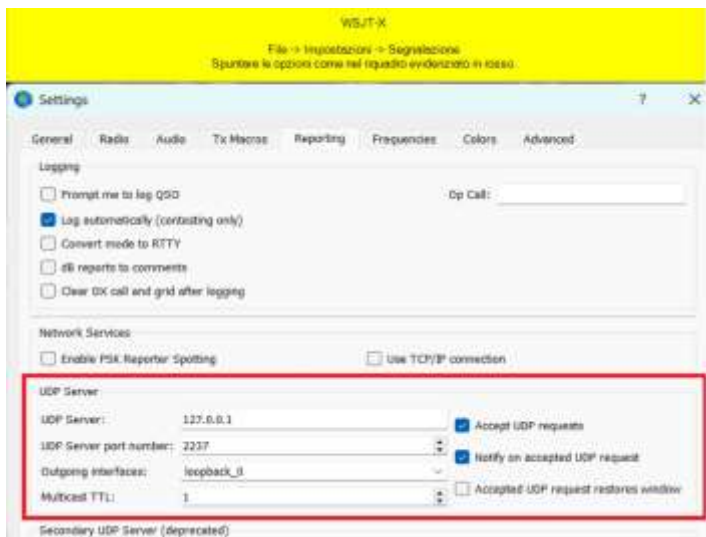 WSJT-X
File -> Impostazioni -> Segnalazione
Spuntare le opzioni come nel riquadro evidenziato in rosso
Settings ? ×
General Radio Audio Tx Macros Reporting Frequencies Colors Advanced
Logging
Prompt me to log QSO Op Call:
Log automatically (contesting only)
Convert mode to RTTY
dB reports to comments
Clear DX call and grid after logging
Network Services
Enable PSK Reporter Spotting Use TCP/IP connection
UDP Server
UDP Server: 127.0.0.1 Accept UDP requests
UDP Server port number: 2237 Notify on accepted UDP request
Outgoing interfaces: loopback_0
Multicast TTL: 1 Accepted UDP request restores window
Secondary UDP Server (deprecated)